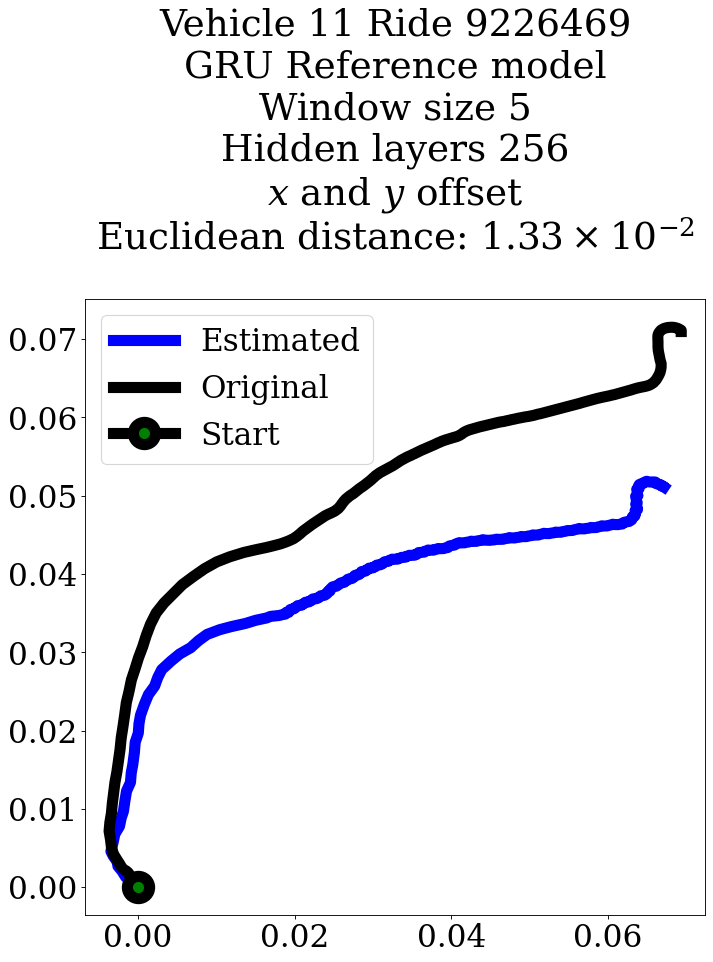 Vehicle 11 Ride 9226469
GRU Reference model
Window size 5
Hidden layers 256
x and y offset
Euclidean distance: 1.33 × 10⁻²
Estimated
Original
Start
0.07
0.06
0.05
0.04
0.03
0.02
0.01
0.00
0.00 0.02 0.04 0.06